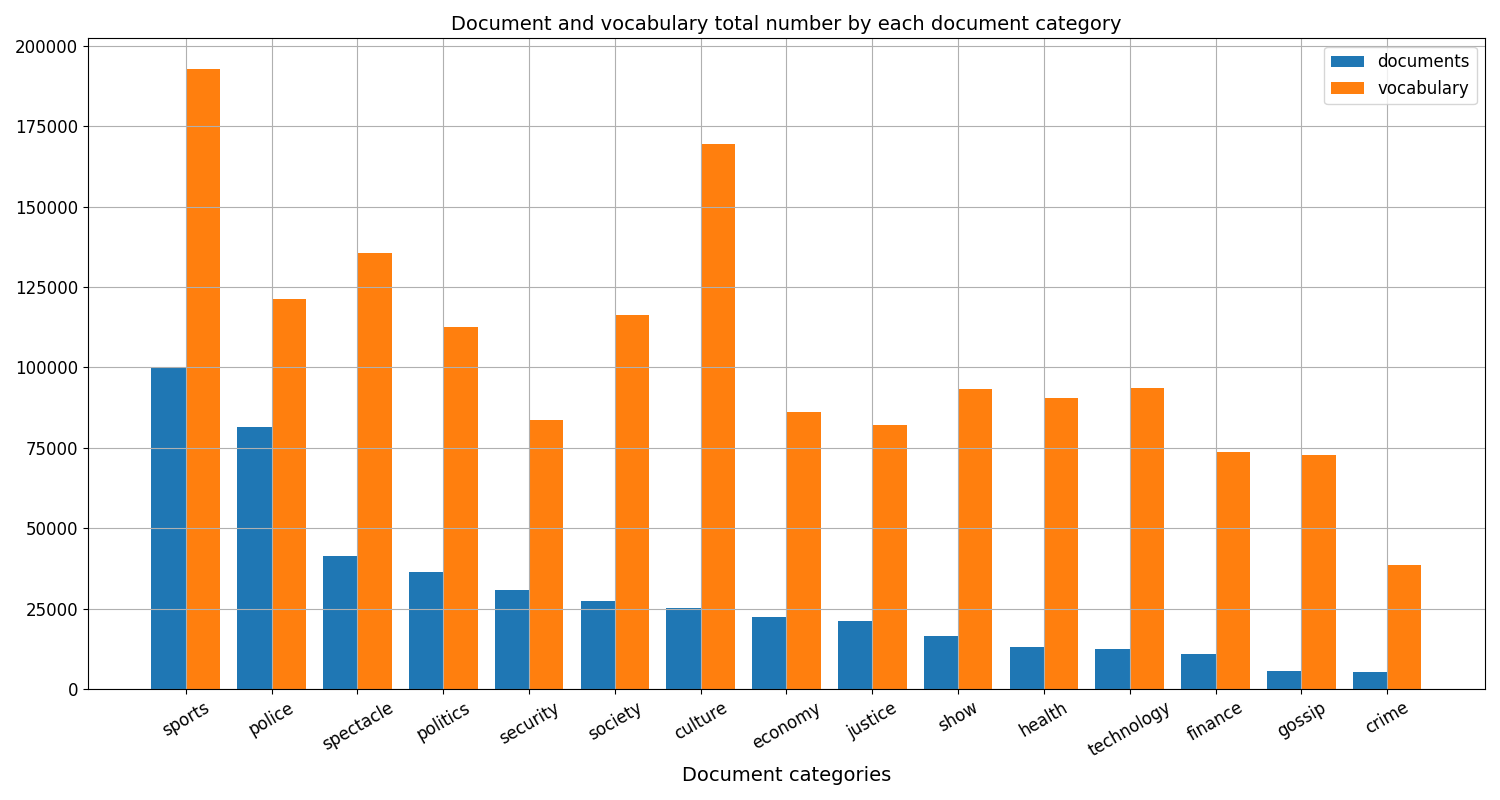 Document and vocabulary total number by each document category
documents
vocabulary
200000
175000
150000
125000
100000
75000
50000
25000
0
sports
police
spectacle
politics
security
society
culture
economy
justice
show
health
technology
finance
gossip
crime
Document categories